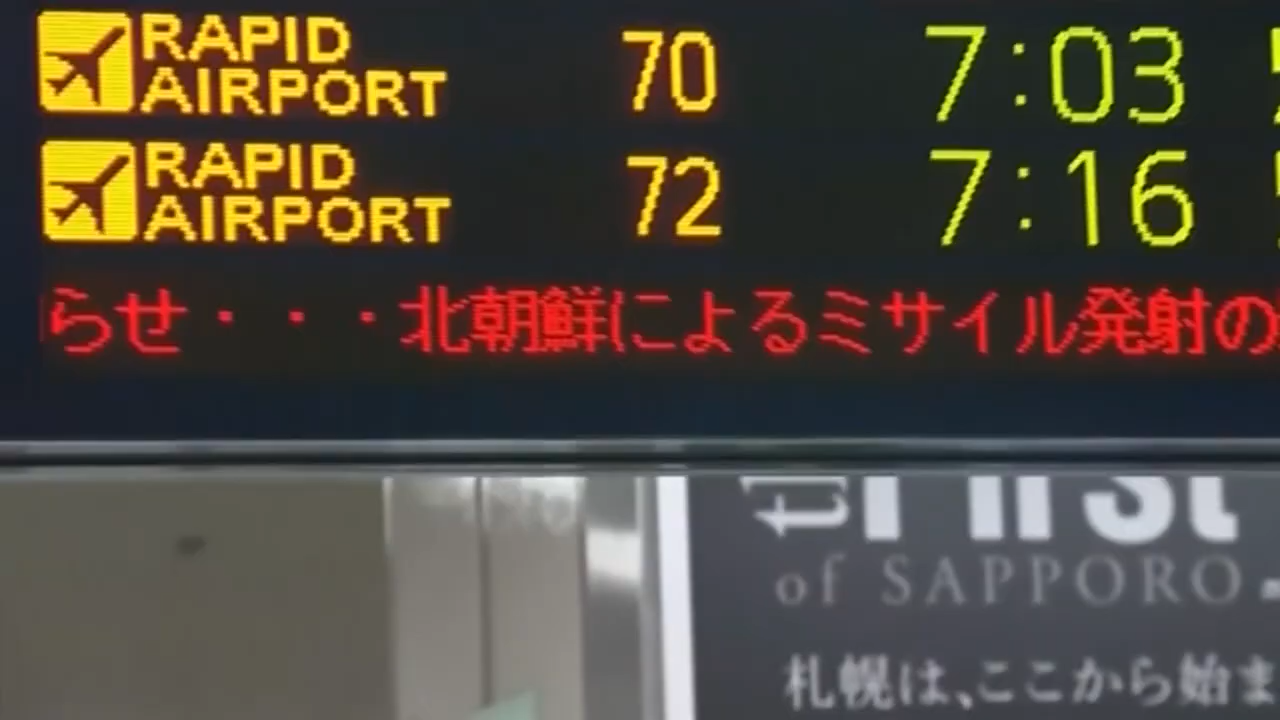 RAPID AIRPORT 70 7:03
RAPID AIRPORT 72 7:16
らせ・・・北朝鮮によるミサイル発射の
First
of SAPPORO
札幌は、ここから始ま